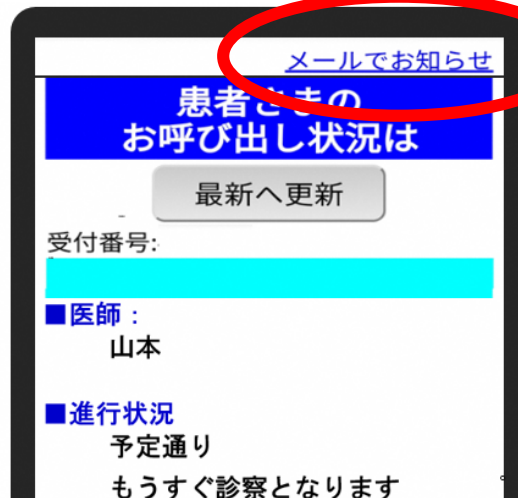 メールでお知らせ
患者さまの
お呼び出し状況は
最新へ更新
受付番号:
■医師：
山本
■進行状況
予定通り
もうすぐ診察となります
。